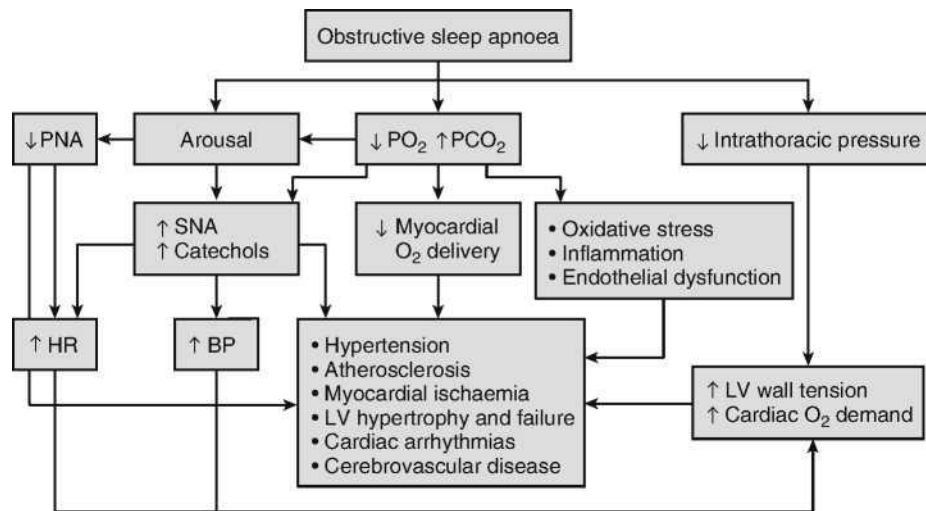 Obstructive sleep apnoea
↓PNA
Arousal
↓ PO₂ ↑PCO₂
↓ Intrathoracic pressure
↑ SNA
↑ Catechols
↓ Myocardial
O₂ delivery
• Oxidative stress
• Inflammation
• Endothelial dysfunction
↑ HR
↑ BP
• Hypertension
• Atherosclerosis
• Myocardial ischaemia
• LV hypertrophy and failure
• Cardiac arrhythmias
• Cerebrovascular disease
↑ LV wall tension
↑ Cardiac O₂ demand